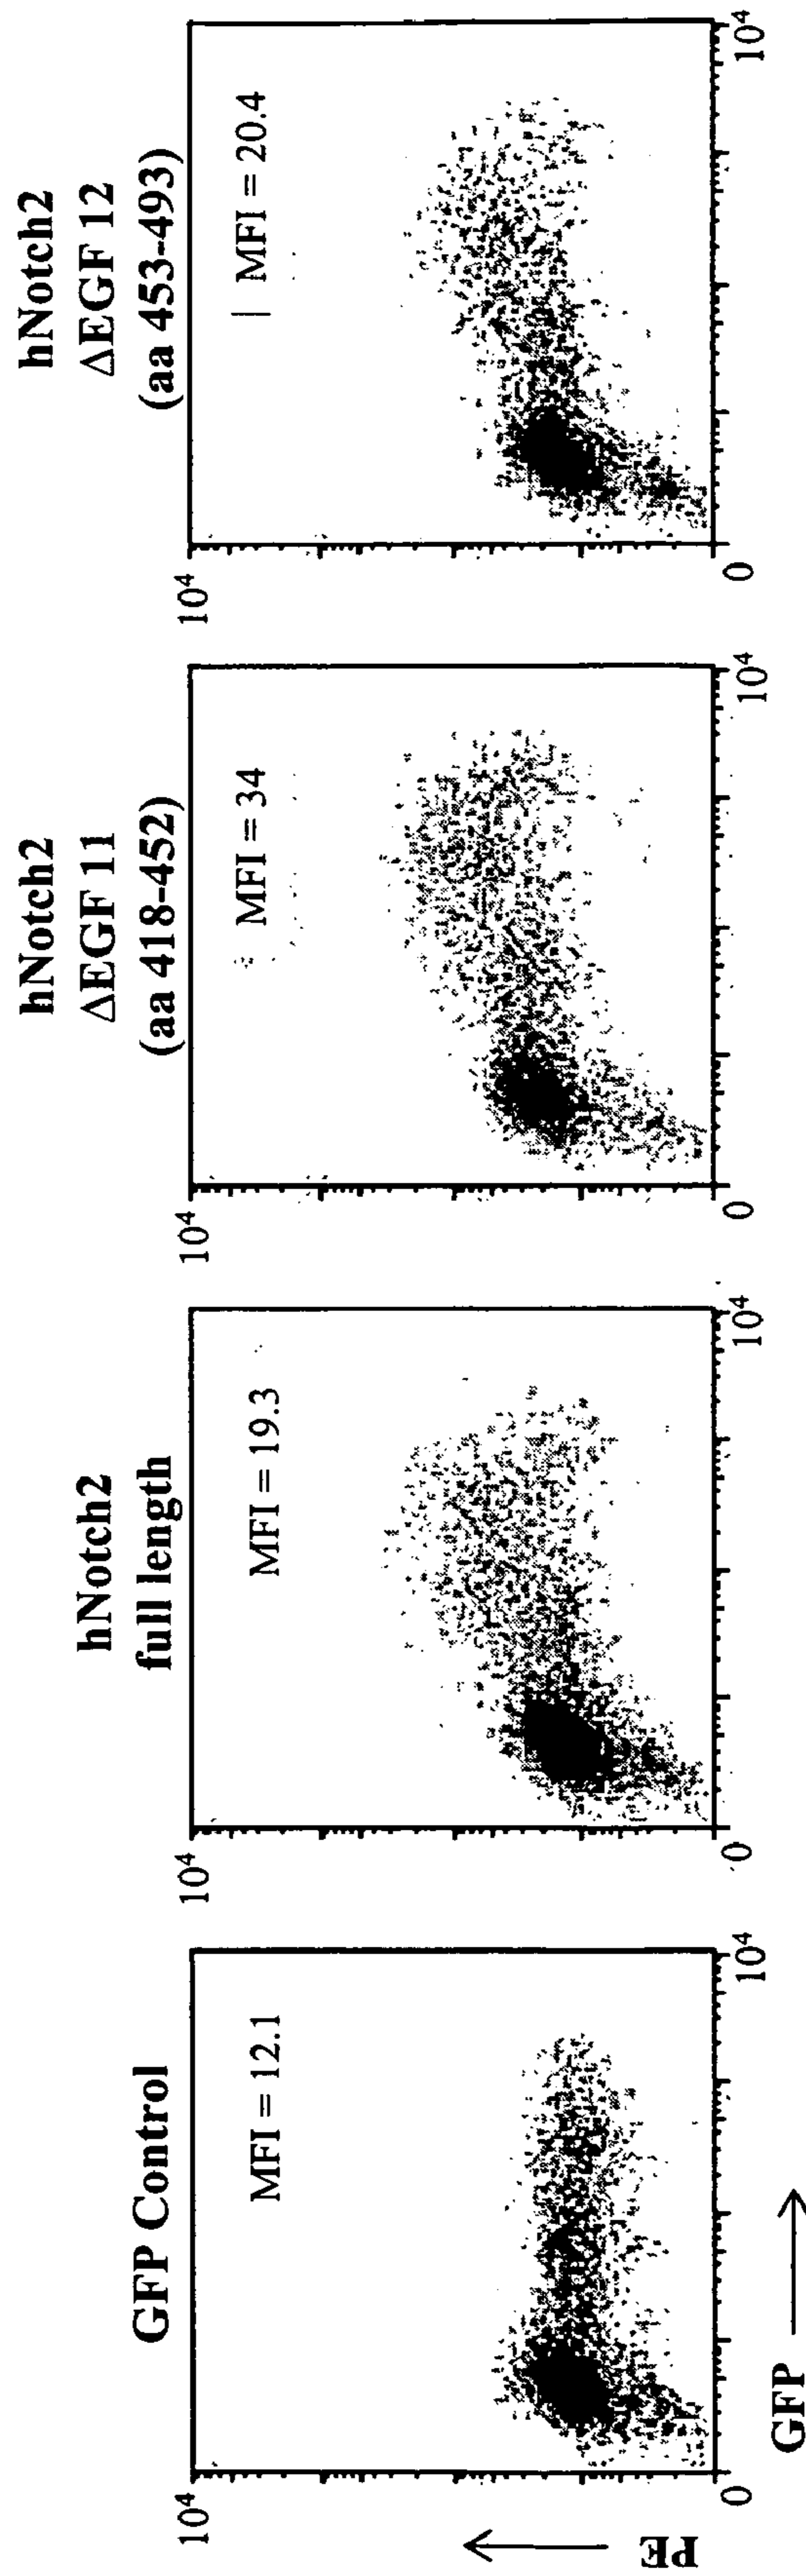 GFP Control
MFI = 12.1
10⁴
0
10⁴
PE
GFP
hNotch2
full length
MFI = 19.3
10⁴
0
10⁴
hNotch2
ΔEGF 11
(aa 418-452)
MFI = 34
10⁴
0
10⁴
hNotch2
ΔEGF 12
(aa 453-493)
MFI = 20.4
10⁴
0
10⁴